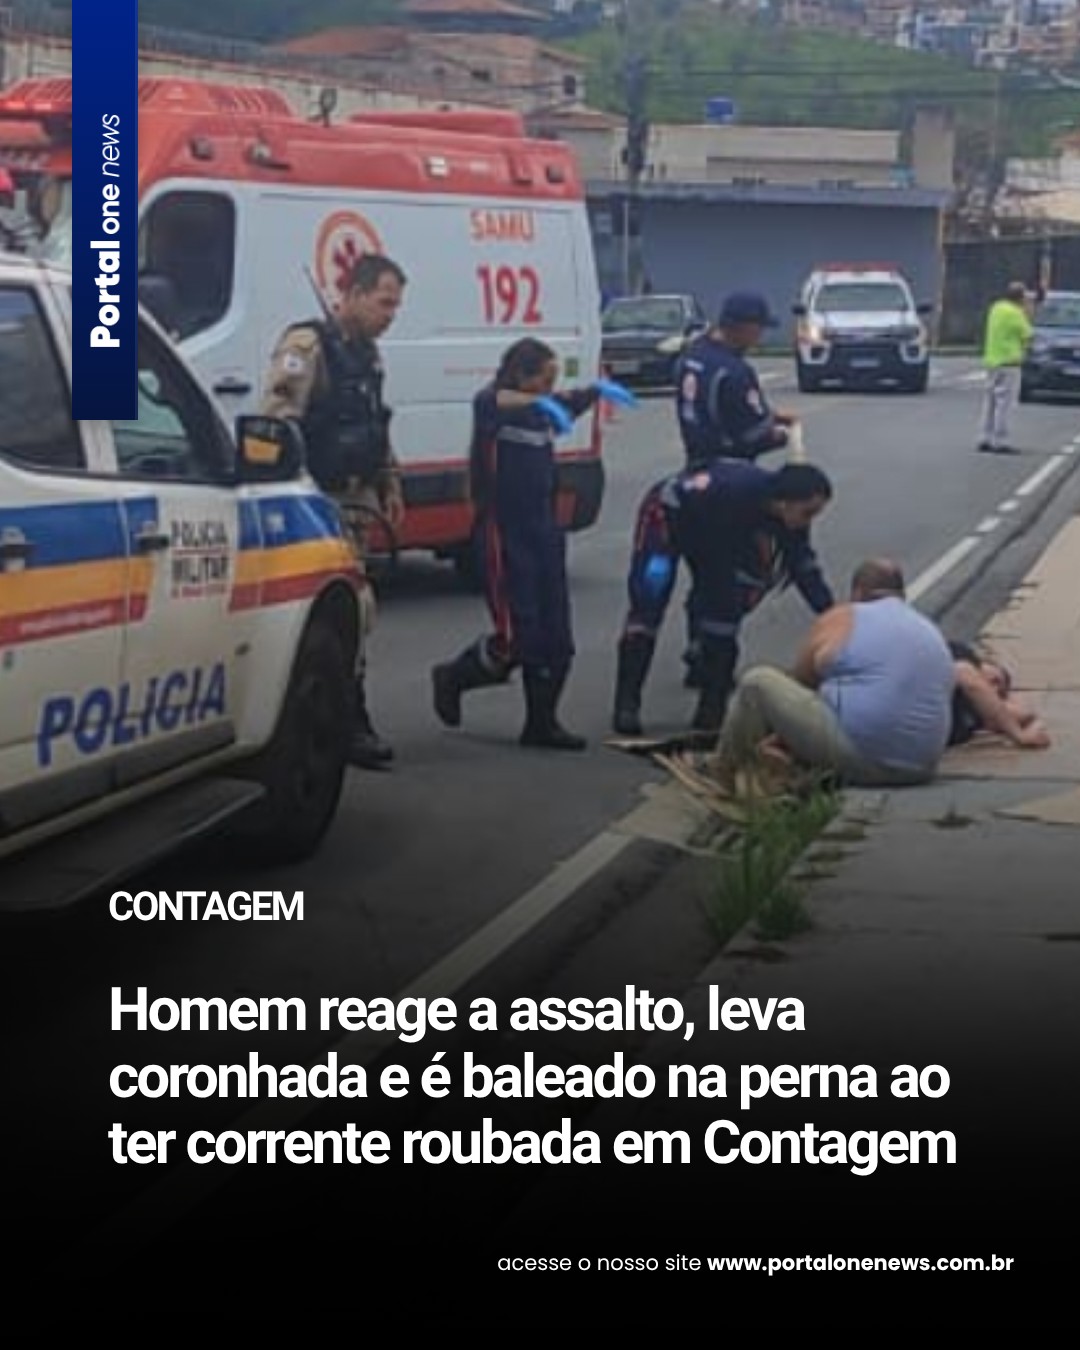 Portal one news
SAMU
192
POLÍCIA
MILITAR
POLíCIA
CONTAGEM
Homem reage a assalto, leva
coronhada e é baleado na perna ao
ter corrente roubada em Contagem
acesse o nosso site www.portalonenews.com.br